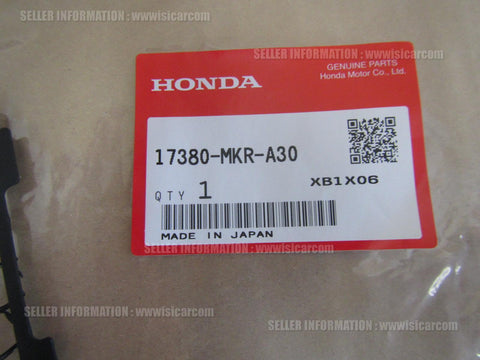 SELLER INFORMATION : wwwisicarcom
SELLER INFORMATION : wwwisicarcom
GENUINE PARTS
Honda Motor Co., Ltd.
HONDA
17380-MKR-A30
XB1X06
QTY 1
MADE IN JAPAN
SELLER INFORMATION : wwwisicarcom
SELLER INFORMATION : wwwisicarcom